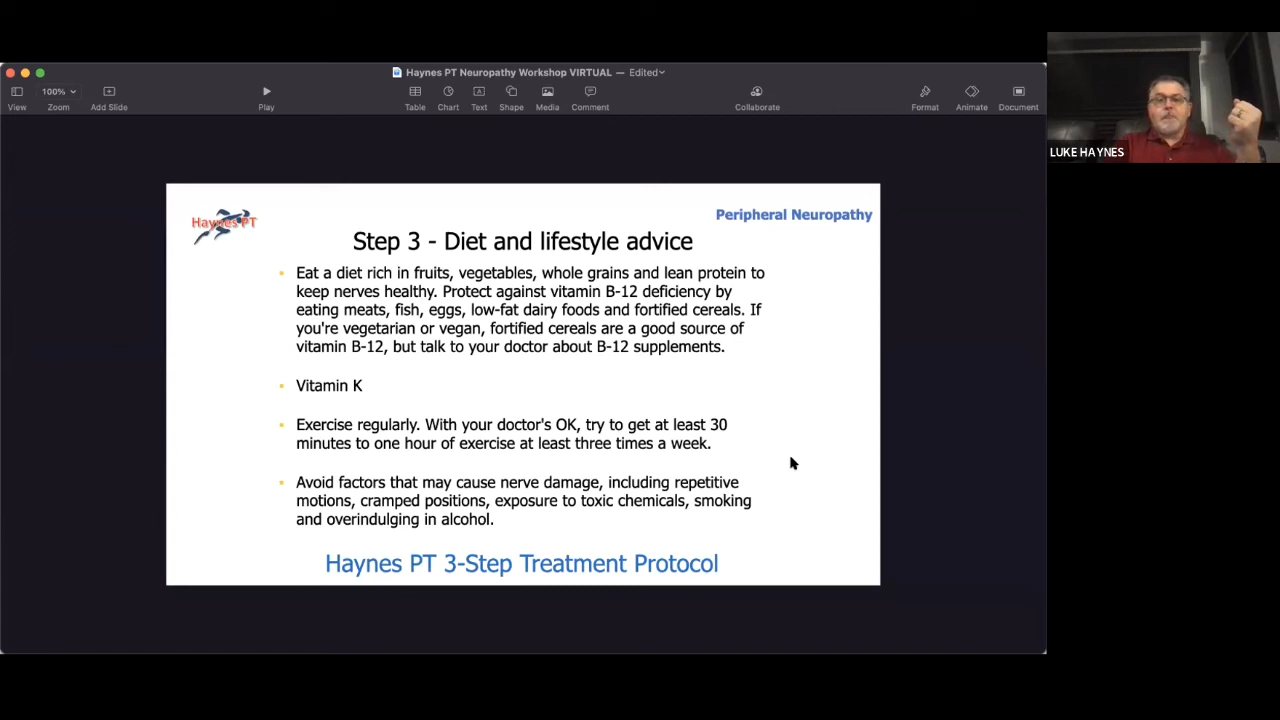 Haynes PT Neuropathy Workshop VIRTUAL — Edited
100%
View
Zoom
Add Slide
Play
Table
Chart
Text
Shape
Media
Comment
Collaborate
Format
Animate
Document
LUKE HAYNES
Haynes PT
Peripheral Neuropathy
Step 3 - Diet and lifestyle advice
Eat a diet rich in fruits, vegetables, whole grains and lean protein to
keep nerves healthy. Protect against vitamin B-12 deficiency by
eating meats, fish, eggs, low-fat dairy foods and fortified cereals. If
you're vegetarian or vegan, fortified cereals are a good source of
vitamin B-12, but talk to your doctor about B-12 supplements.
Vitamin K
Exercise regularly. With your doctor's OK, try to get at least 30
minutes to one hour of exercise at least three times a week.
Avoid factors that may cause nerve damage, including repetitive
motions, cramped positions, exposure to toxic chemicals, smoking
and overindulging in alcohol.
Haynes PT 3-Step Treatment Protocol